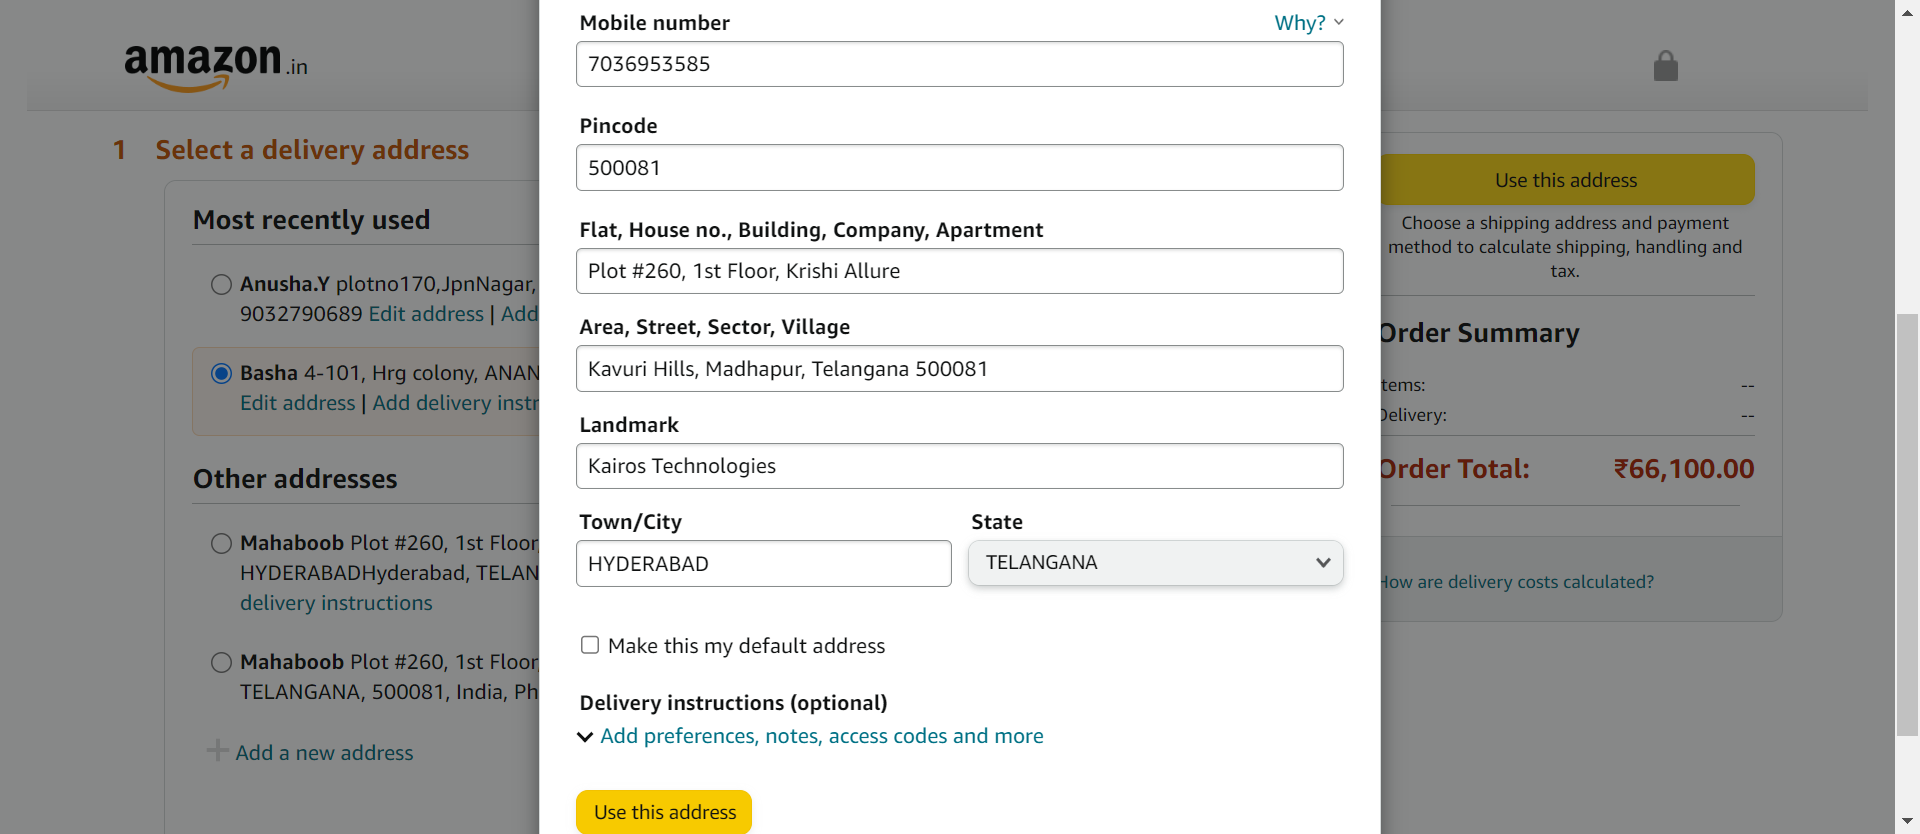 amazon.in
1 Select a delivery address
Most recently used
Anusha.Y plotno170,JpnNagar,
9032790689 Edit address | Add
Basha 4-101, Hrg colony, ANAN
Edit address | Add delivery instr
Other addresses
Mahaboob Plot #260, 1st Floor,
HYDERABADHyderabad, TELAN
delivery instructions
Mahaboob Plot #260, 1st Floor,
TELANGANA, 500081, India, Ph
Add a new address
Mobile number
Why?
7036953585
Pincode
500081
Flat, House no., Building, Company, Apartment
Plot #260, 1st Floor, Krishi Allure
Area, Street, Sector, Village
Kavuri Hills, Madhapur, Telangana 500081
Landmark
Kairos Technologies
Town/City
State
HYDERABAD
TELANGANA
Make this my default address
Delivery instructions (optional)
Add preferences, notes, access codes and more
Use this address
Use this address
Choose a shipping address and payment
method to calculate shipping, handling and
tax.
Order Summary
tems: --
Delivery: --
Order Total: ₹66,100.00
How are delivery costs calculated?